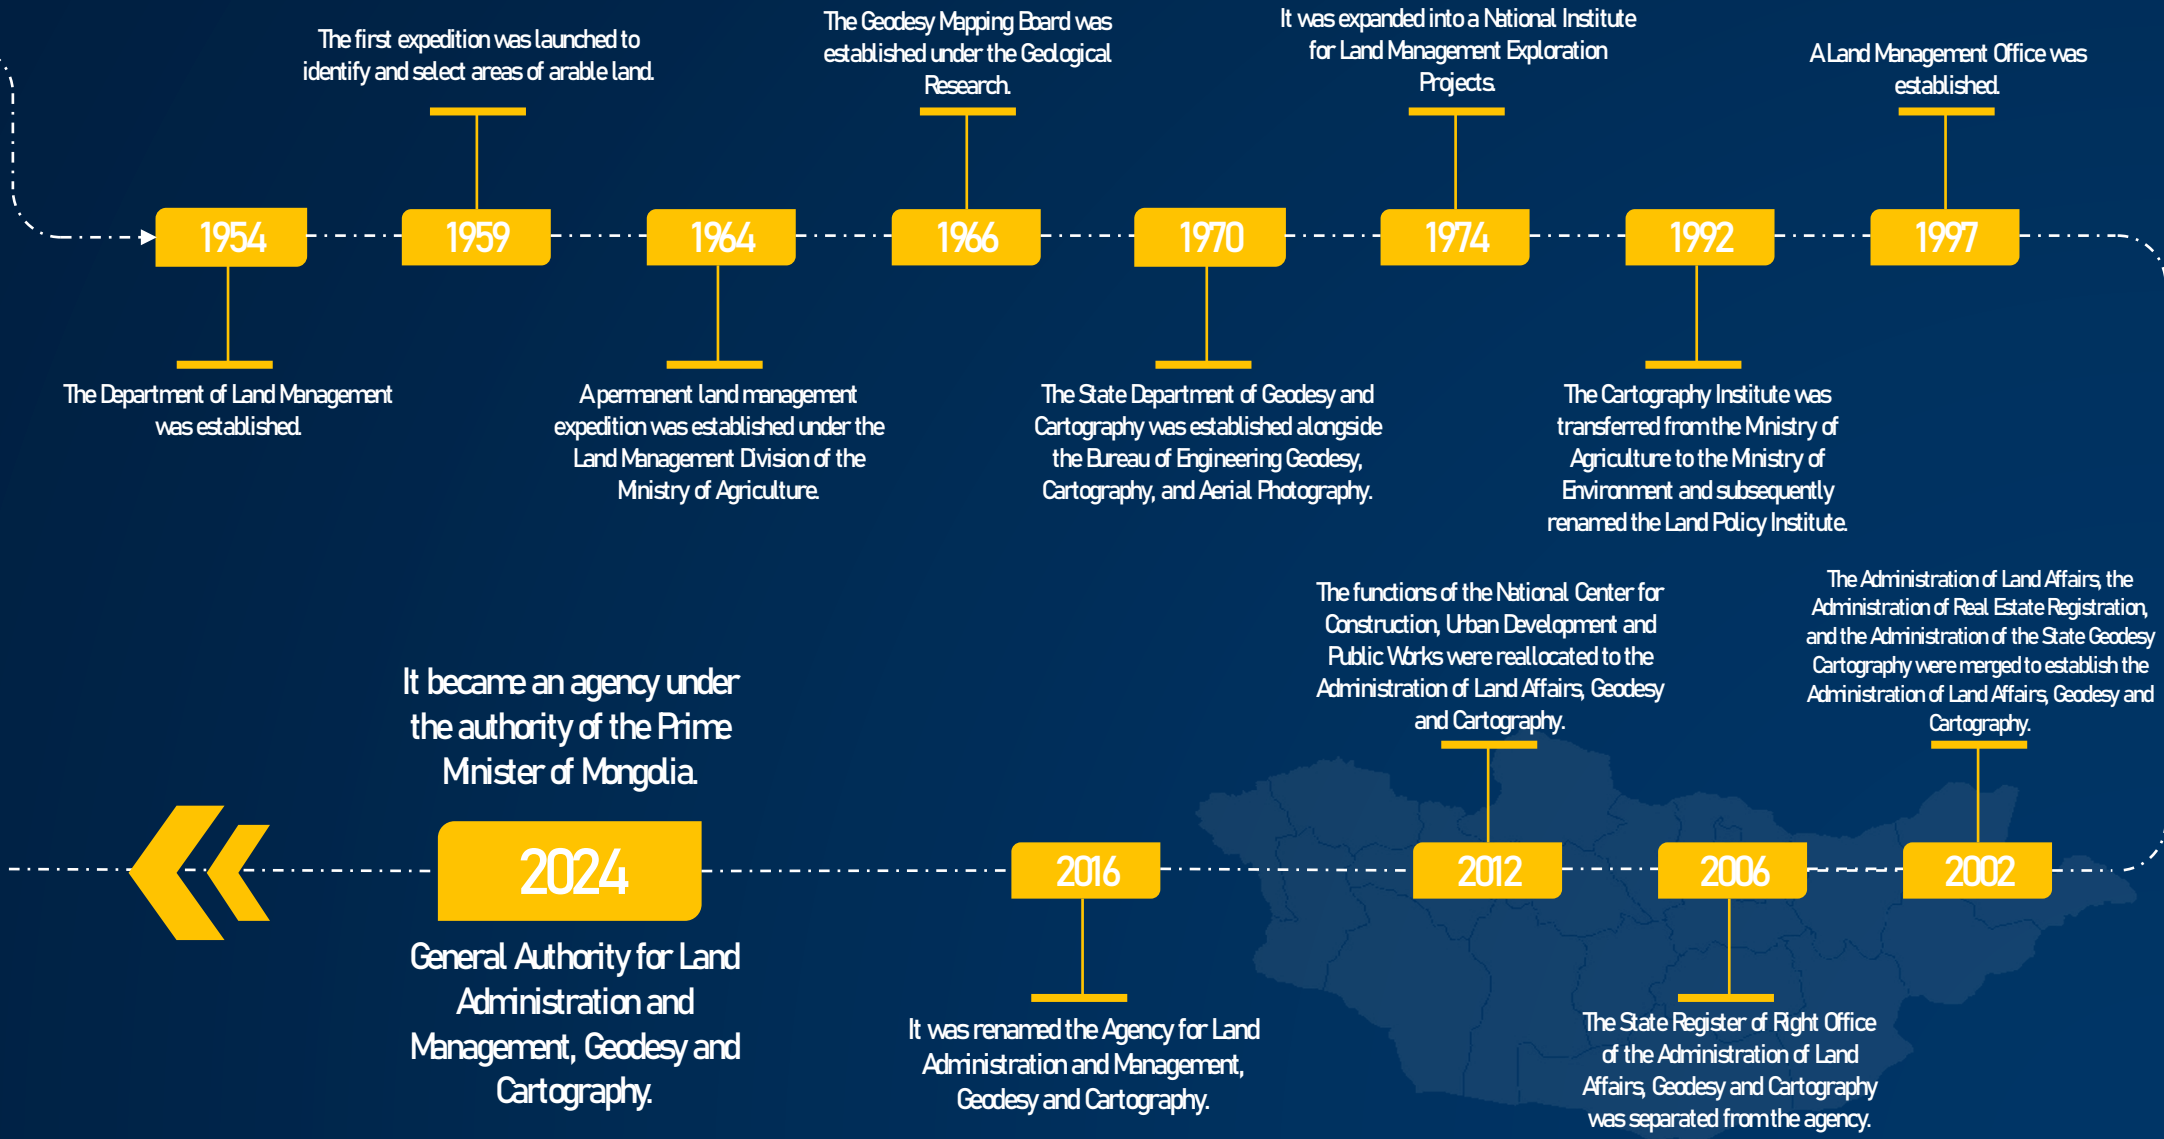 The first expedition was launched to
identify and select areas of arable land.
The Geodesy Mapping Board was
established under the Geological
Research.
It was expanded into a National Institute
for Land Management Exploration
Projects.
A Land Management Office was
established.
1954
1959
1964
1966
1970
1974
1992
1997
The Department of Land Management
was established.
A permanent land management
expedition was established under the
Land Management Division of the
Ministry of Agriculture.
The State Department of Geodesy and
Cartography was established alongside
the Bureau of Engineering Geodesy,
Cartography, and Aerial Photography.
The Cartography Institute was
transferred from the Ministry of
Agriculture to the Ministry of
Environment and subsequently
renamed the Land Policy Institute.
The Administration of Land Affairs, the
Administration of Real Estate Registration,
and the Administration of the State Geodesy
Cartography were merged to establish the
Administration of Land Affairs, Geodesy and
Cartography.
2002
2006
The State Register of Right Office
of the Administration of Land
Affairs, Geodesy and Cartography
was separated from the agency.
The functions of the National Center for
Construction, Urban Development and
Public Works were reallocated to the
Administration of Land Affairs, Geodesy
and Cartography.
2012
2016
It was renamed the Agency for Land
Administration and Management,
Geodesy and Cartography.
It became an agency under
the authority of the Prime
Minister of Mongolia.
2024
General Authority for Land
Administration and
Management, Geodesy and
Cartography.